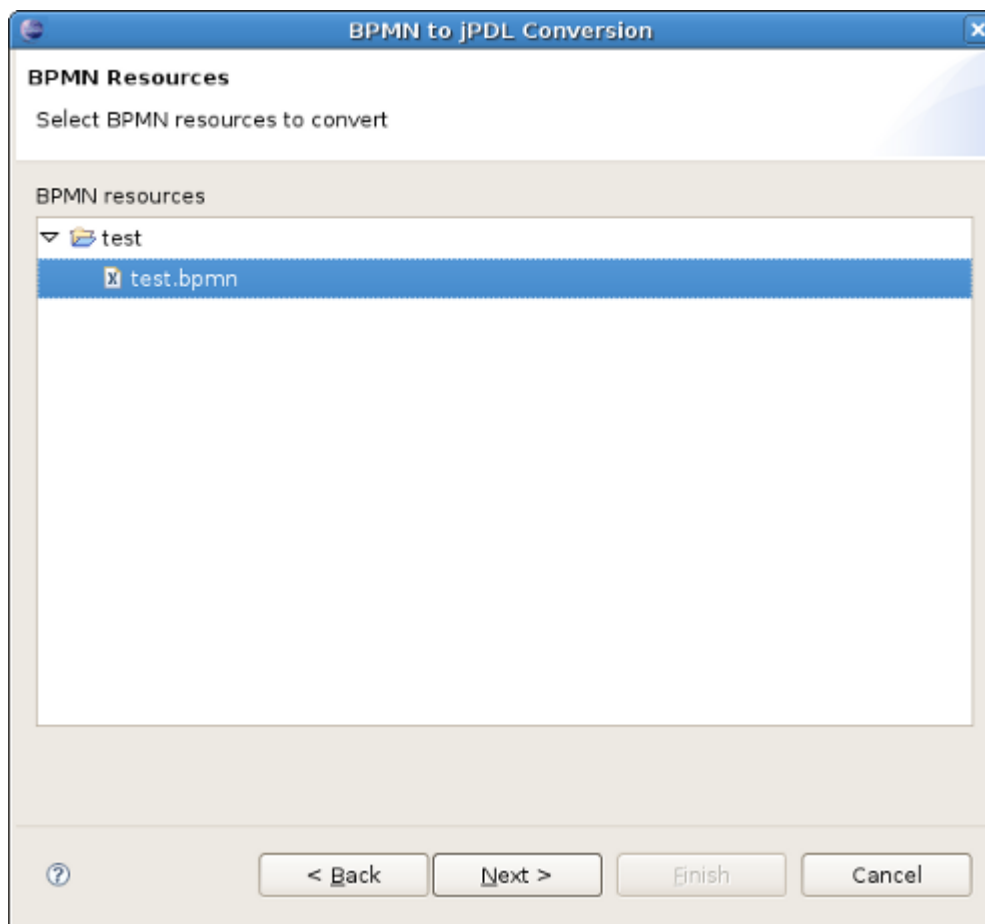 BPMN to jPDL Conversion
BPMN Resources
Select BPMN resources to convert
BPMN resources
test
test.bpmn
< Back
Next >
Finish
Cancel